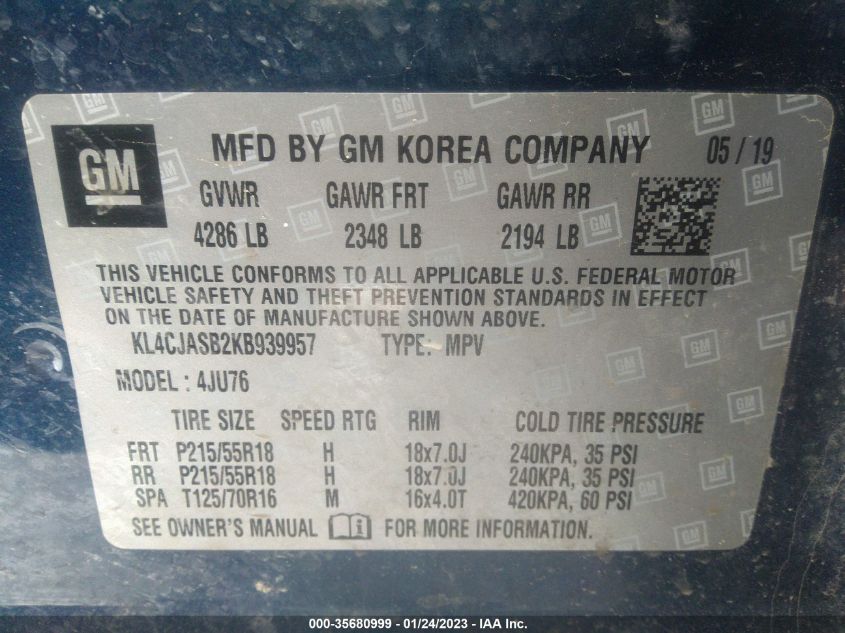 GM
MFD BY GM KOREA COMPANY 05 / 19
GVWR GAWR FRT GAWR RR
4286 LB 2348 LB 2194 LB
THIS VEHICLE CONFORMS TO ALL APPLICABLE U.S. FEDERAL MOTOR
VEHICLE SAFETY AND THEFT PREVENTION STANDARDS IN EFFECT
ON THE DATE OF MANUFACTURE SHOWN ABOVE.
KL4CJASB2KB939957 TYPE: MPV
MODEL : 4JU76
TIRE SIZE SPEED RTG RIM COLD TIRE PRESSURE
FRT P215/55R18 H 18x7.0J 240KPA, 35 PSI
RR P215/55R18 H 18x7.0J 240KPA, 35 PSI
SPA T125/70R16 M 16x4.0T 420KPA, 60 PSI
SEE OWNER'S MANUAL FOR MORE INFORMATION.
000-35680999 — 01/24/2023 — IAA Inc.